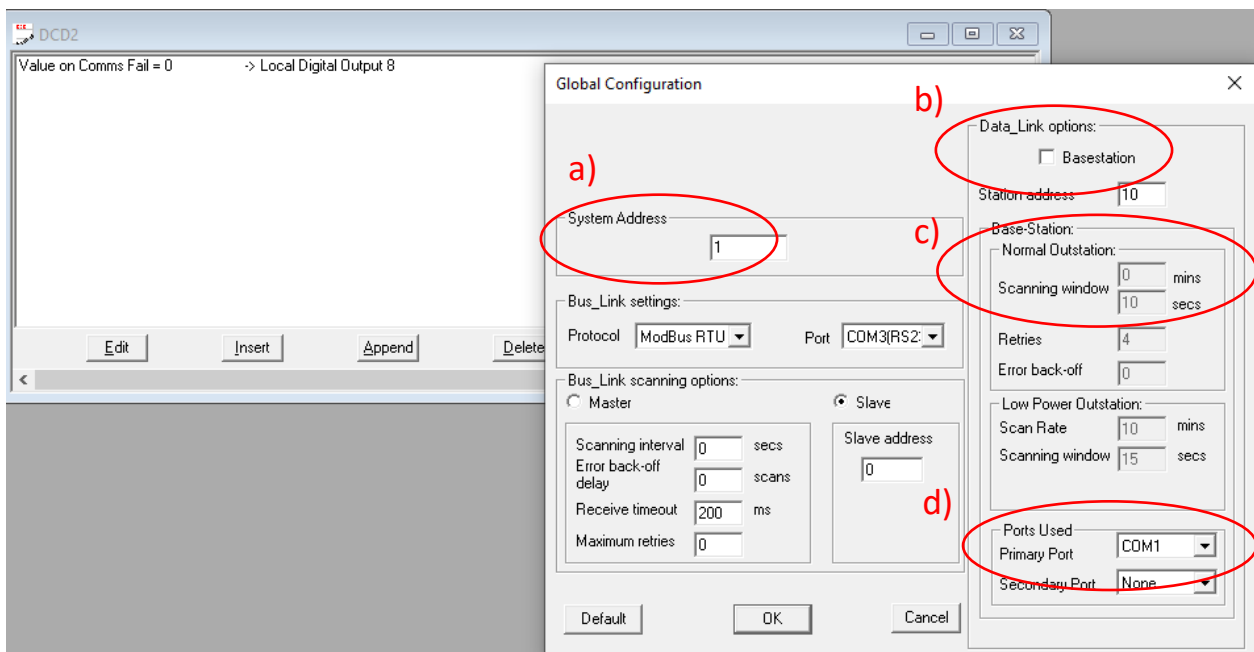 DCD2
Value on Comms Fail = 0 -> Local Digital Output 8
Edit Insert Append Delete
Global Configuration
a)
System Address
1
Bus_Link settings:
Protocol ModBus RTU Port COM3(RS2
Bus_Link scanning options:
Master Slave
Scanning interval 0 secs
Error back-off
delay 0 scans
Receive timeout 200 ms
Maximum retries 0
Slave address
0
Default OK Cancel
b)
Data_Link options:
Basestation
Station address 10
c)
Base-Station:
Normal Outstation:
Scanning window 0 mins
10 secs
Retries 4
Error back-off 0
Low Power Outstation:
Scan Rate 10 mins
Scanning window 15 secs
d)
Ports Used
Primary Port COM1
Secondary Port None